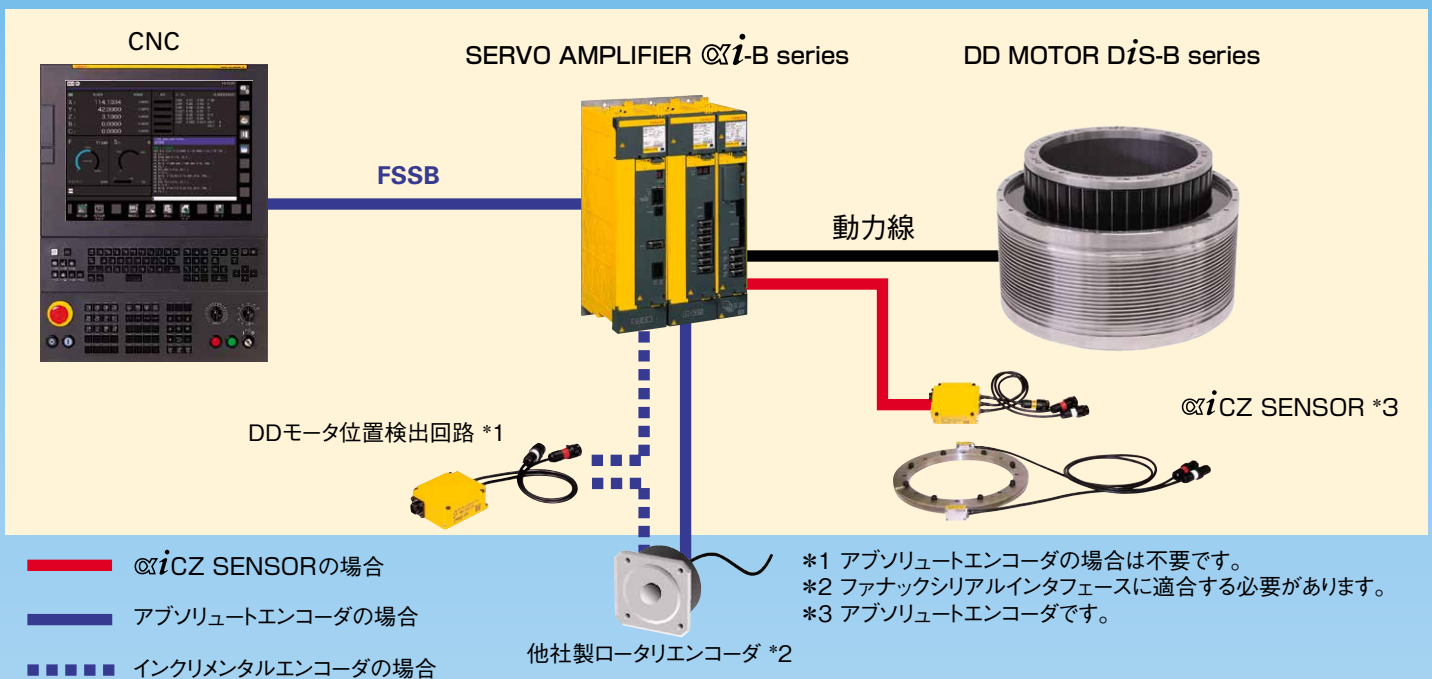 CNC
SERVO AMPLIFIER αi-B series
DD MOTOR DiS-B series
FSSB
動力線
DDモータ位置検出回路 *1
αiCZ SENSOR *3
αiCZ SENSORの場合
アブソリュートエンコーダの場合
インクリメンタルエンコーダの場合
他社製ロータリエンコーダ *2
*1 アブソリュートエンコーダの場合は不要です。
*2 ファナックシリアルインタフェースに適合する必要があります。
*3 アブソリュートエンコーダです。